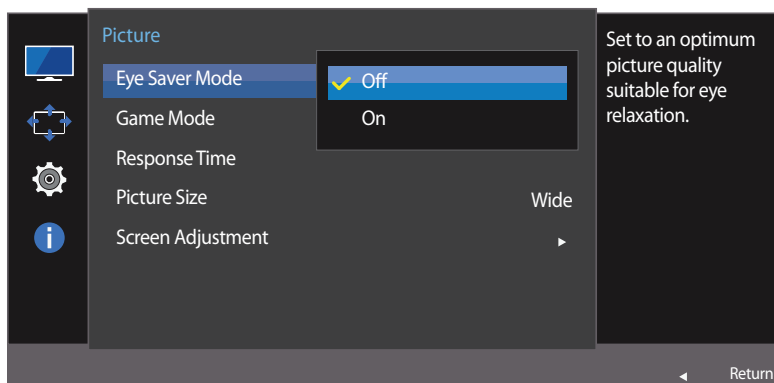 Picture
Eye Saver Mode
Off
Game Mode
On
Response Time
Picture Size
Wide
Screen Adjustment
Set to an optimum
picture quality
suitable for eye
relaxation.
Return